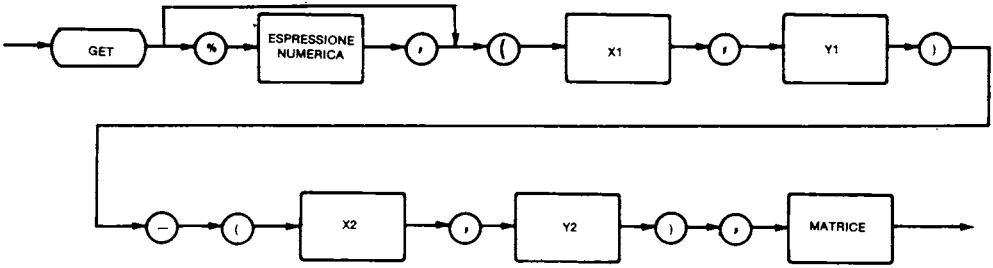 GET % ESPRESSIONE NUMERICA , ( X1 , Y1 )
– ( X2 , Y2 ) , MATRICE